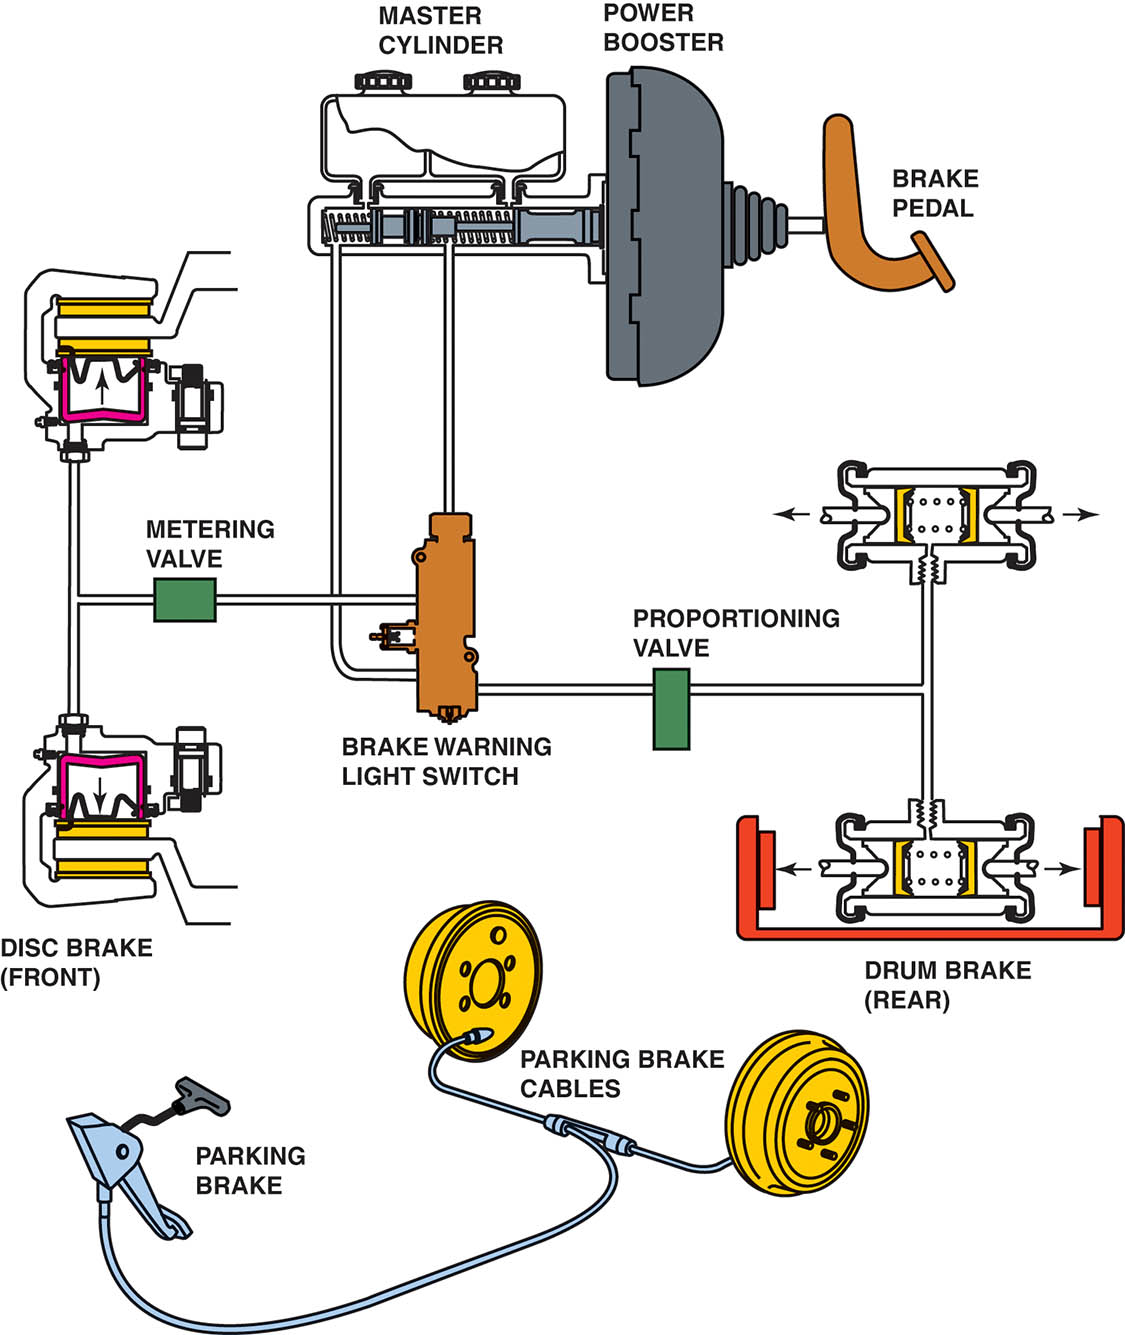 MASTER
CYLINDER
POWER
BOOSTER
BRAKE
PEDAL
METERING
VALVE
PROPORTIONING
VALVE
BRAKE WARNING
LIGHT SWITCH
DISC BRAKE
(FRONT)
DRUM BRAKE
(REAR)
PARKING BRAKE
CABLES
PARKING
BRAKE